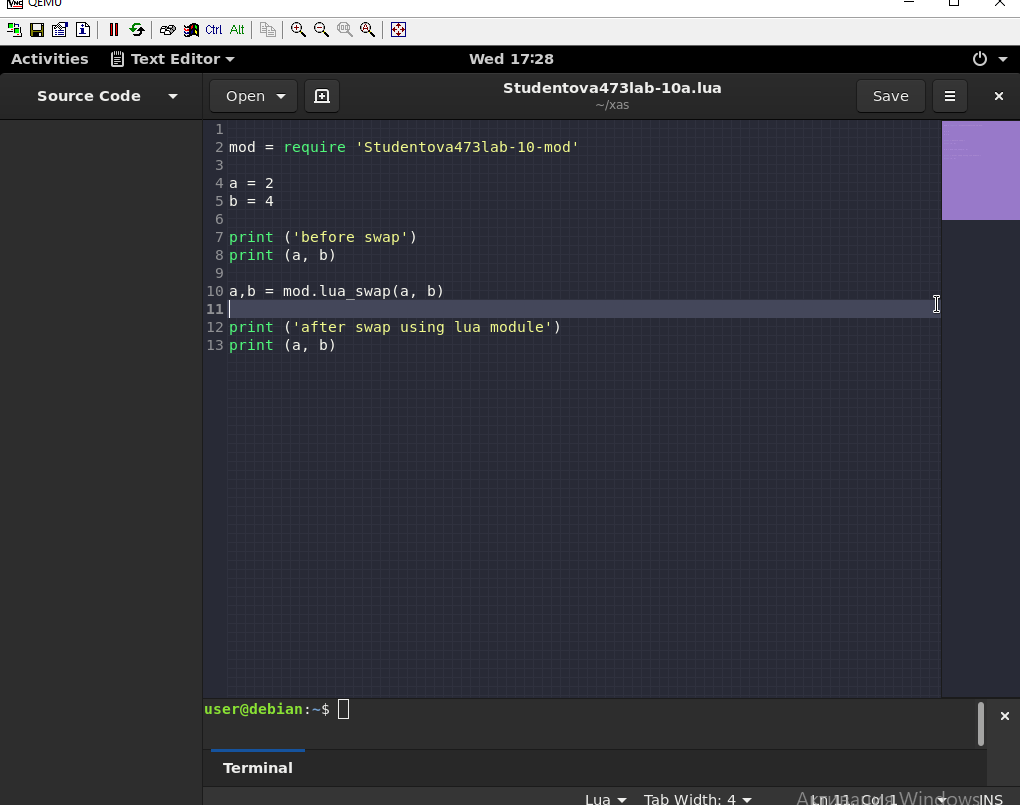 QEMU
Ctrl Alt
Activities Text Editor Wed 17:28
Source Code Open Studentova473lab-10a.lua Save
~/xas
1
2 mod = require 'Studentova473lab-10-mod'
3
4 a = 2
5 b = 4
6
7 print ('before swap')
8 print (a, b)
9
10 a,b = mod.lua_swap(a, b)
11
12 print ('after swap using lua module')
13 print (a, b)
user@debian:~$
Terminal
Lua Tab Width: 4 Ln 11, Col 1 INS
Активация Windows